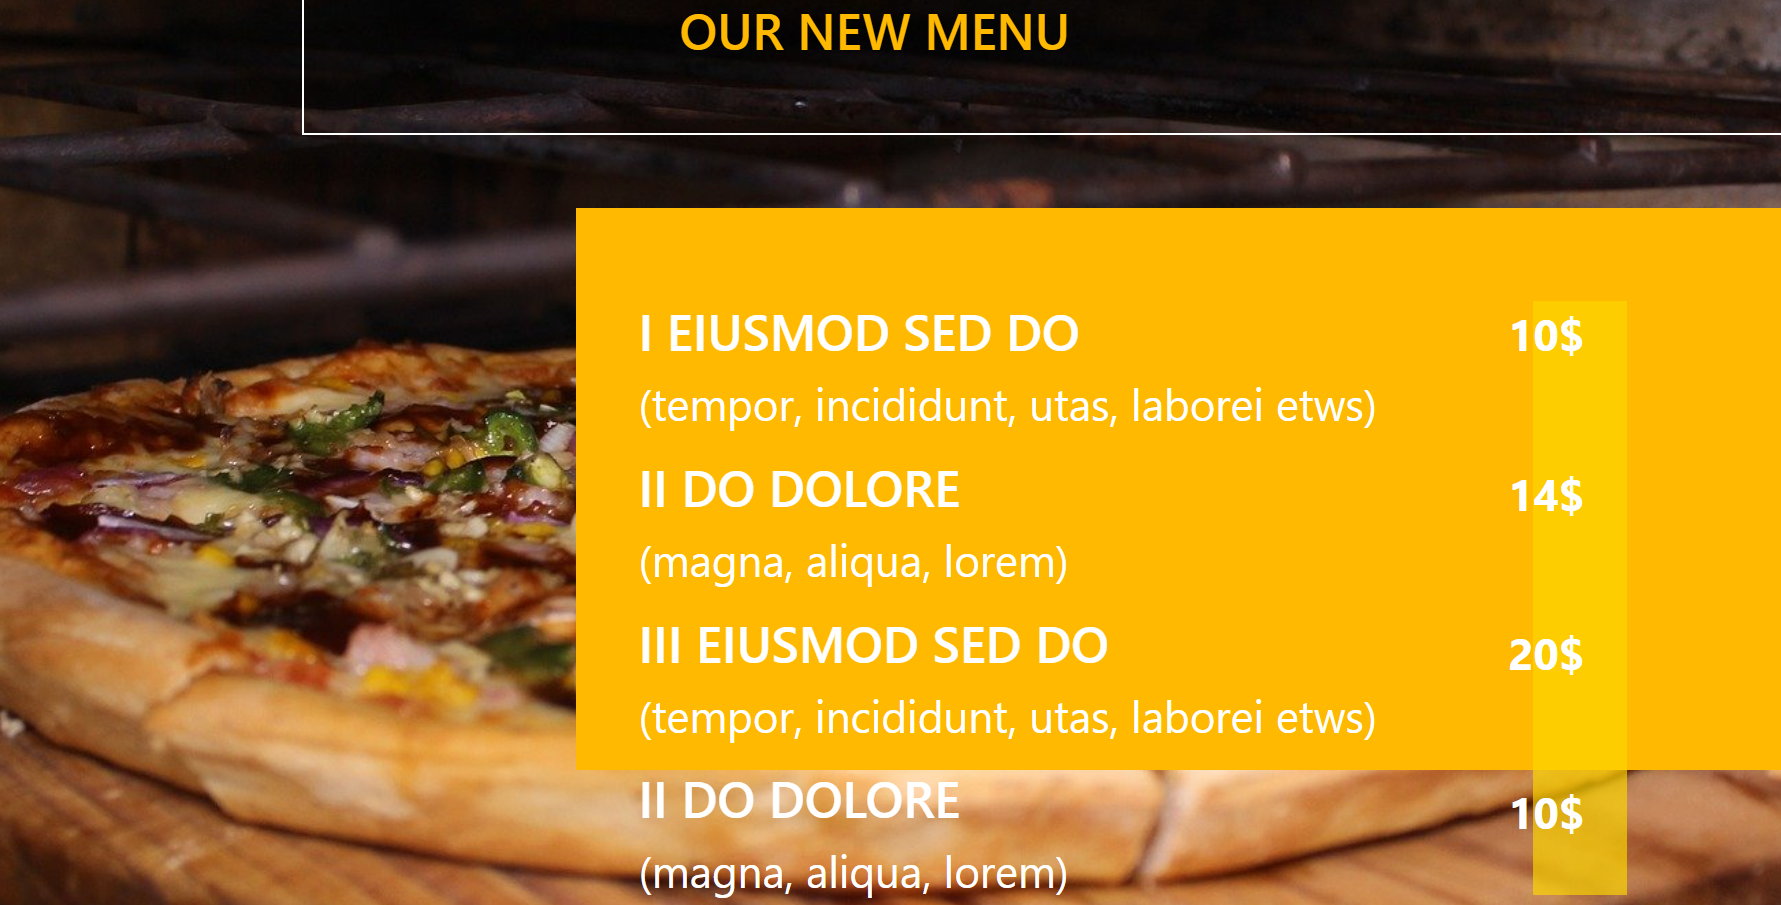 OUR NEW MENU
I EIUSMOD SED DO 10$
(tempor, incididunt, utas, laborei etws)
II DO DOLORE 14$
(magna, aliqua, lorem)
III EIUSMOD SED DO 20$
(tempor, incididunt, utas, laborei etws)
II DO DOLORE 10$
(magna, aliqua, lorem)